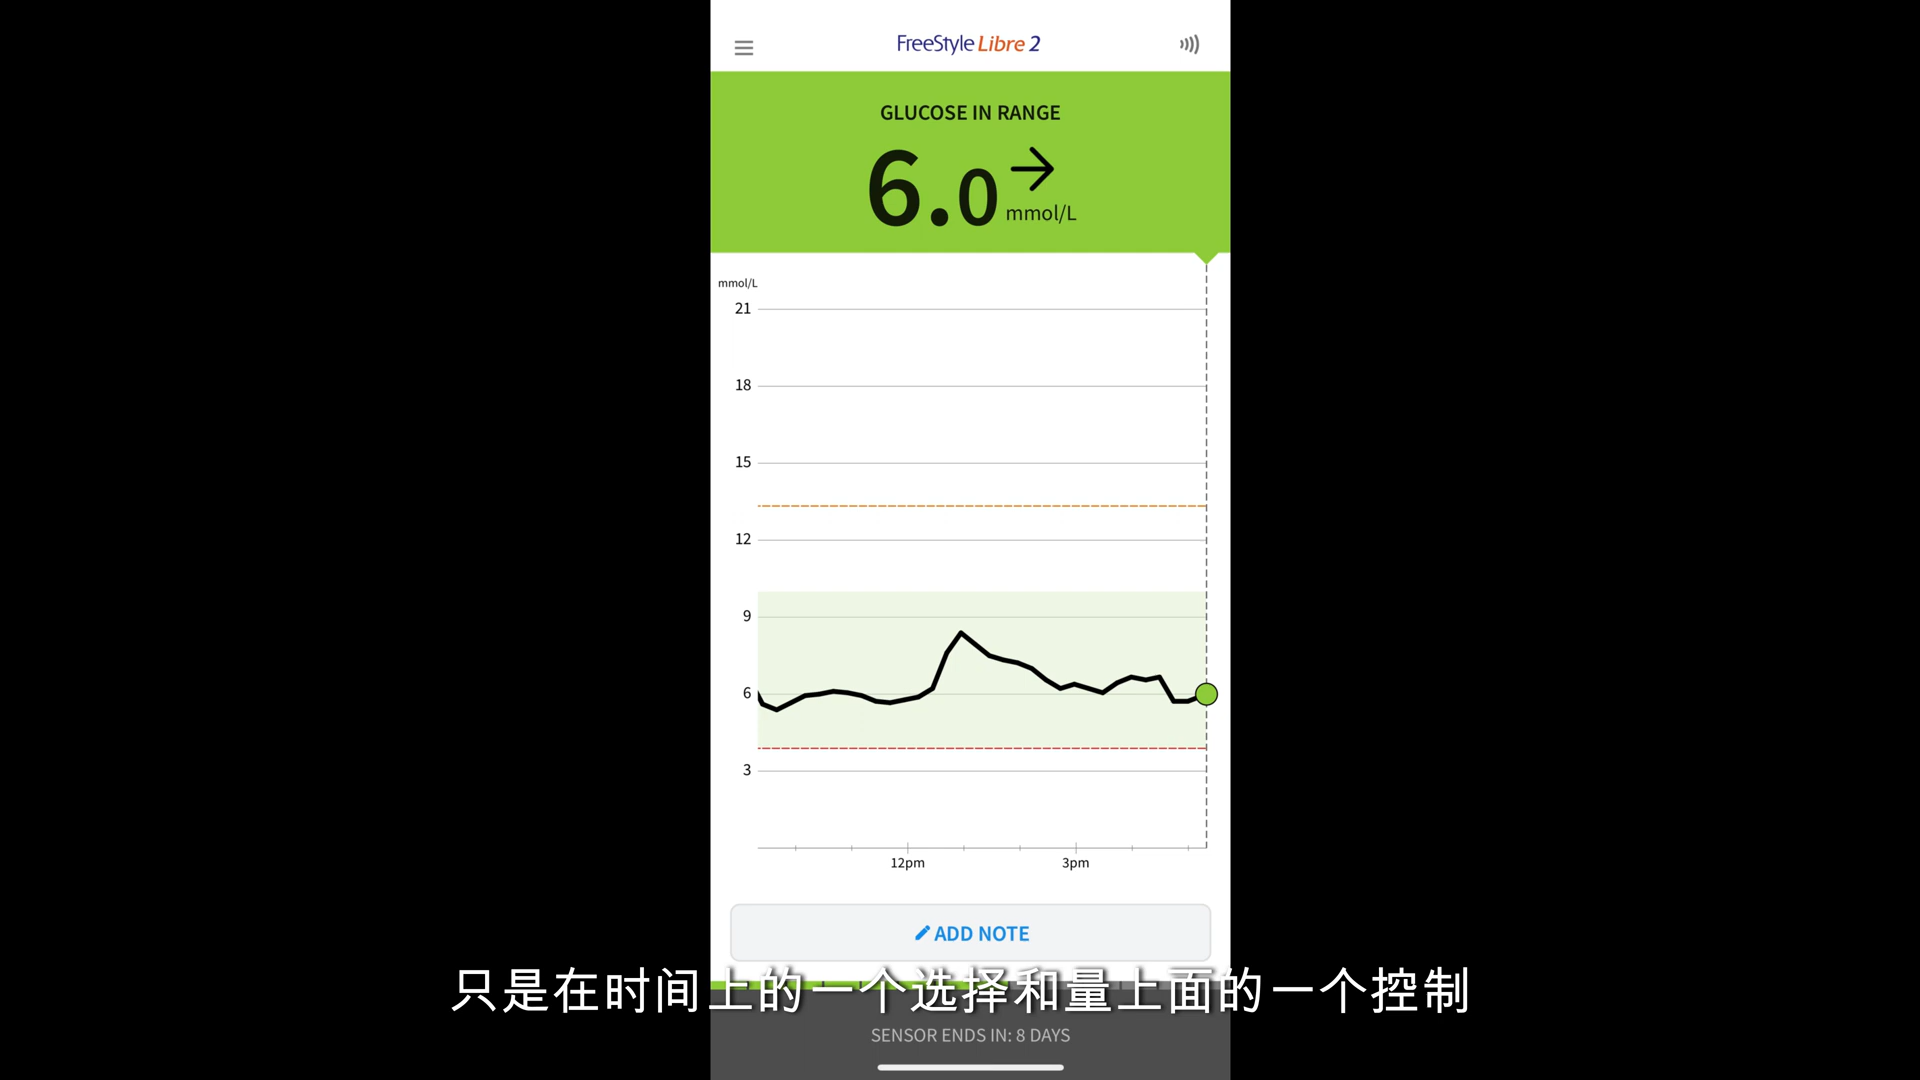 FreeStyle Libre 2
GLUCOSE IN RANGE
6.0
mmol/L
mmol/L
21
18
15
12
9
6
3
12pm 3pm
ADD NOTE
只是在时间上的一个选择和量上面的一个控制
SENSOR ENDS IN: 8 DAYS